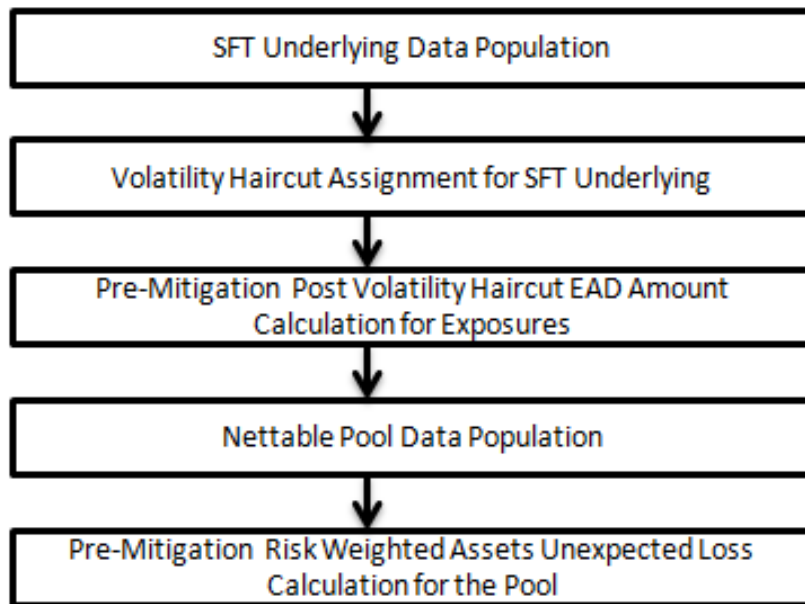 SFT Underlying Data Population
Volatility Haircut Assignment for SFT Underlying
Pre-Mitigation Post Volatility Haircut EAD Amount
Calculation for Exposures
Nettable Pool Data Population
Pre-Mitigation Risk Weighted Assets Unexpected Loss
Calculation for the Pool